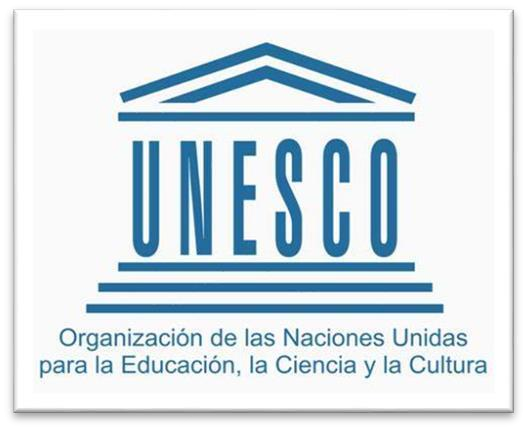 UNESCO
Organización de las Naciones Unidas
para la Educación, la Ciencia y la Cultura